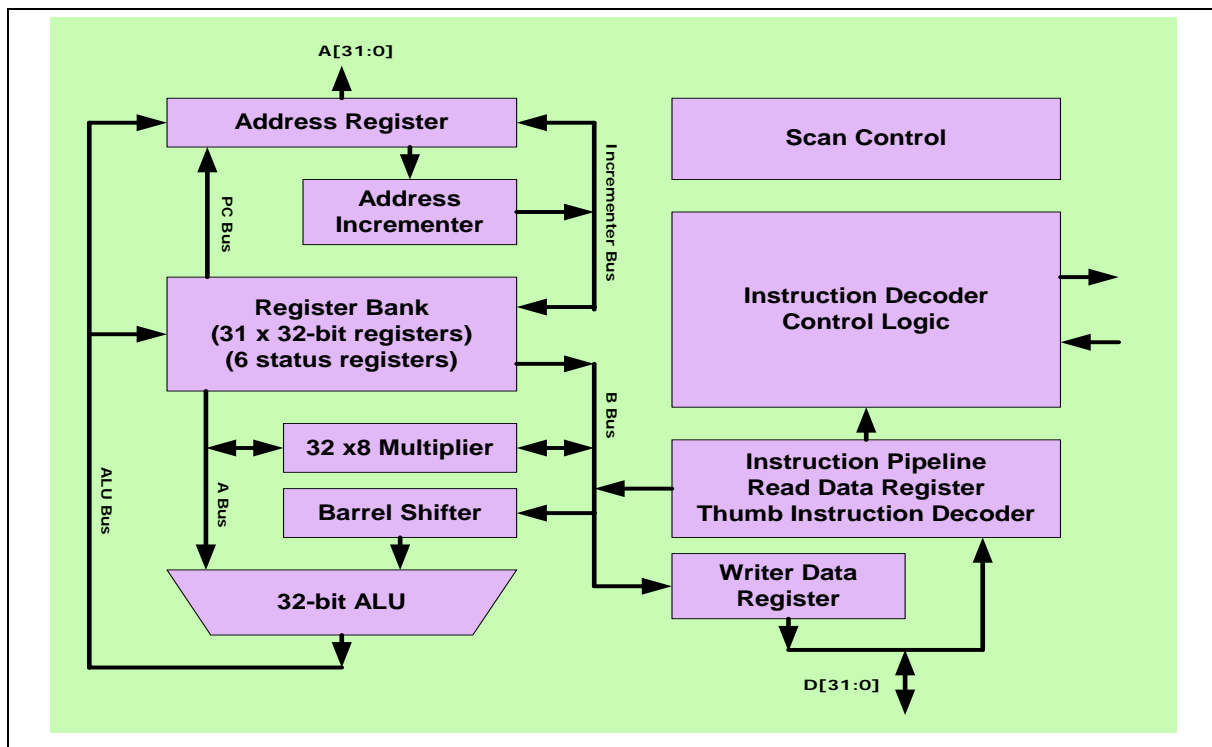 A[31:0]
Address Register
Scan Control
Address
Incrementer
Incrementer Bus
PC Bus
Register Bank
(31 x 32-bit registers)
(6 status registers)
Instruction Decoder
Control Logic
B Bus
32 x8 Multiplier
ALU Bus
A Bus
Barrel Shifter
Instruction Pipeline
Read Data Register
Thumb Instruction Decoder
32-bit ALU
Writer Data
Register
D[31:0]